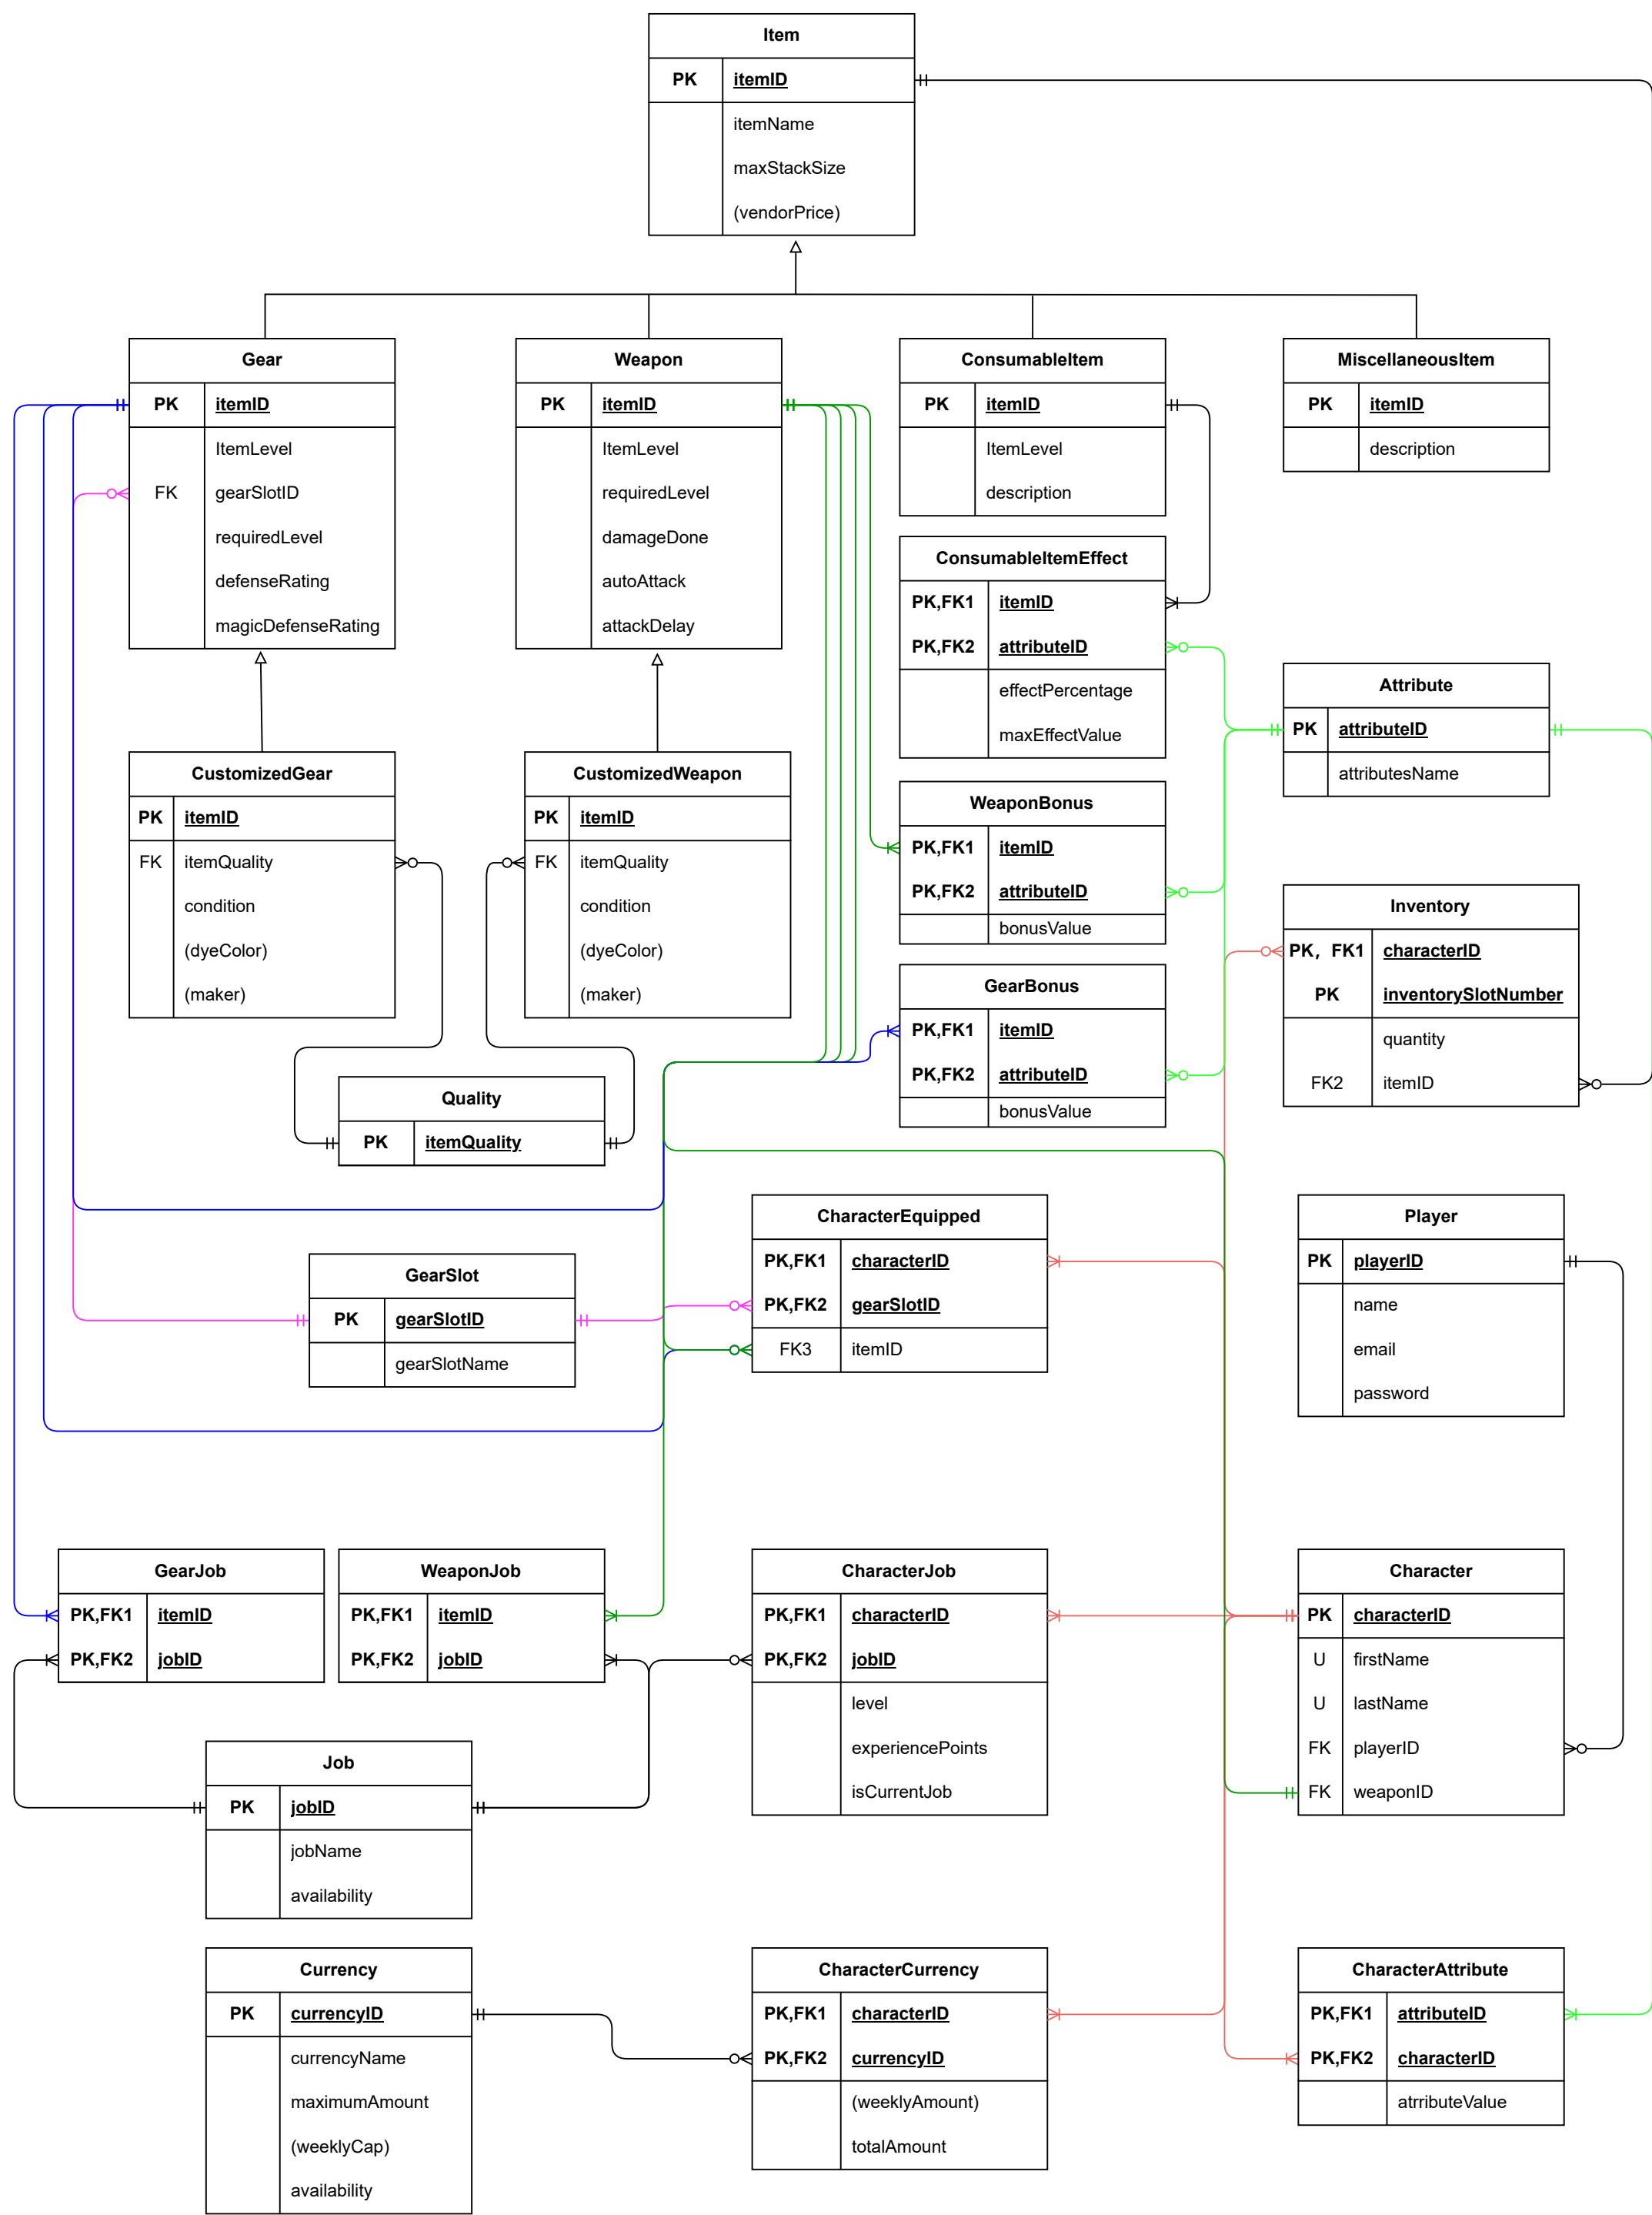 Item
PK itemID
itemName
maxStackSize
(vendorPrice)
Gear
PK itemID
ItemLevel
FK gearSlotID
requiredLevel
defenseRating
magicDefenseRating
Weapon
PK itemID
ItemLevel
requiredLevel
damageDone
autoAttack
attackDelay
ConsumableItem
PK itemID
ItemLevel
description
MiscellaneousItem
PK itemID
description
ConsumableItemEffect
PK,FK1 itemID
PK,FK2 attributeID
effectPercentage
maxEffectValue
Attribute
PK attributeID
attributesName
CustomizedGear
PK itemID
FK itemQuality
condition
(dyeColor)
(maker)
CustomizedWeapon
PK itemID
FK itemQuality
condition
(dyeColor)
(maker)
WeaponBonus
PK,FK1 itemID
PK,FK2 attributeID
bonusValue
Inventory
PK, FK1 characterID
PK inventorySlotNumber
quantity
FK2 itemID
GearBonus
PK,FK1 itemID
PK,FK2 attributeID
bonusValue
Quality
PK itemQuality
CharacterEquipped
PK,FK1 characterID
PK,FK2 gearSlotID
FK3 itemID
Player
PK playerID
name
email
password
GearSlot
PK gearSlotID
gearSlotName
GearJob
PK,FK1 itemID
PK,FK2 jobID
WeaponJob
PK,FK1 itemID
PK,FK2 jobID
CharacterJob
PK,FK1 characterID
PK,FK2 jobID
level
experiencePoints
isCurrentJob
Character
PK characterID
U firstName
U lastName
FK playerID
FK weaponID
Job
PK jobID
jobName
availability
Currency
PK currencyID
currencyName
maximumAmount
(weeklyCap)
availability
CharacterCurrency
PK,FK1 characterID
PK,FK2 currencyID
(weeklyAmount)
totalAmount
CharacterAttribute
PK,FK1 attributeID
PK,FK2 characterID
atrributeValue